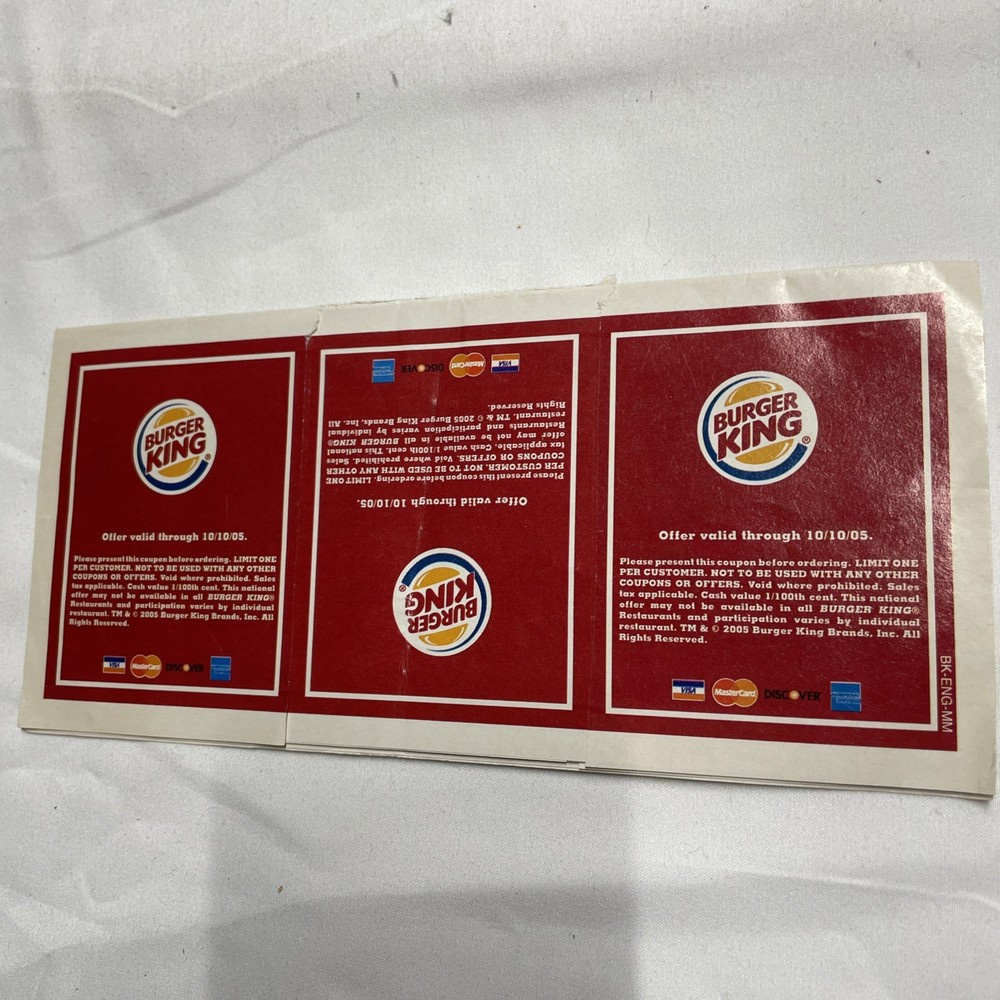 BURGER
KING®
Offer valid through 10/10/05.
Please present this coupon before ordering. LIMIT ONE
PER CUSTOMER. NOT TO BE USED WITH ANY OTHER
COUPONS OR OFFERS. Void where prohibited. Sales
tax applicable. Cash value 1/100th cent. This national
offer may not be available in all BURGER KING®
Restaurants and participation varies by individual
restaurant. TM & © 2005 Burger King Brands, Inc. All
Rights Reserved.
VISA MasterCard DISCOVER
BURGER
KING®
Offer valid through 10/10/05.
Please present this coupon before ordering. LIMIT ONE
PER CUSTOMER. NOT TO BE USED WITH ANY OTHER
COUPONS OR OFFERS. Void where prohibited. Sales
tax applicable. Cash value 1/100th cent. This national
offer may not be available in all BURGER KING®
Restaurants and participation varies by individual
restaurant. TM & © 2005 Burger King Brands, Inc. All
Rights Reserved.
VISA MasterCard DISCOVER
BURGER
KING®
Offer valid through 10/10/05.
Please present this coupon before ordering. LIMIT ONE
PER CUSTOMER. NOT TO BE USED WITH ANY OTHER
COUPONS OR OFFERS. Void where prohibited. Sales
tax applicable. Cash value 1/100th cent. This national
offer may not be available in all BURGER KING®
Restaurants and participation varies by individual
restaurant. TM & © 2005 Burger King Brands, Inc. All
Rights Reserved.
VISA MasterCard DISCOVER
BK-ENG-MM